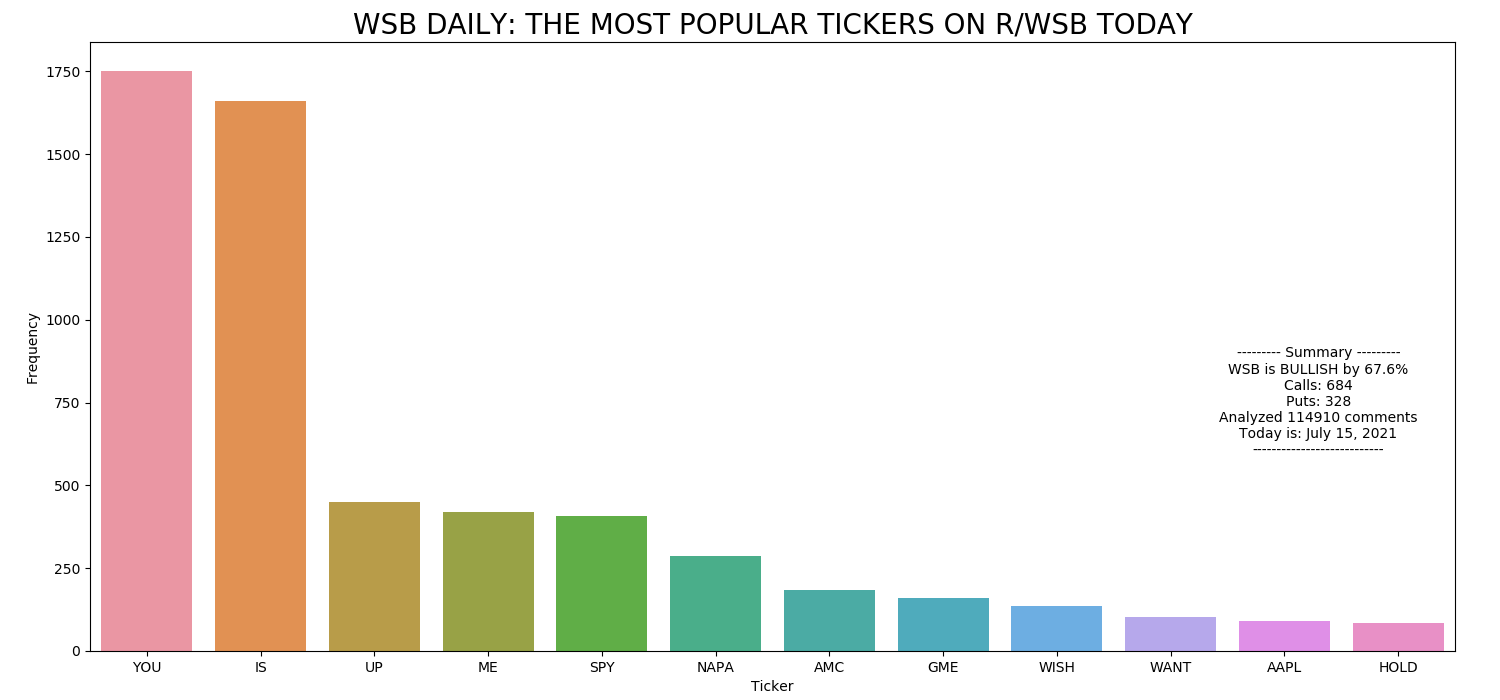 WSB DAILY: THE MOST POPULAR TICKERS ON R/WSB TODAY
1750
1500
1250
1000
750
500
250
0
Frequency
--------- Summary ---------
WSB is BULLISH by 67.6%
Calls: 684
Puts: 328
Analyzed 114910 comments
Today is: July 15, 2021
---------------------------
YOU IS UP ME SPY NAPA AMC GME WISH WANT AAPL HOLD
Ticker